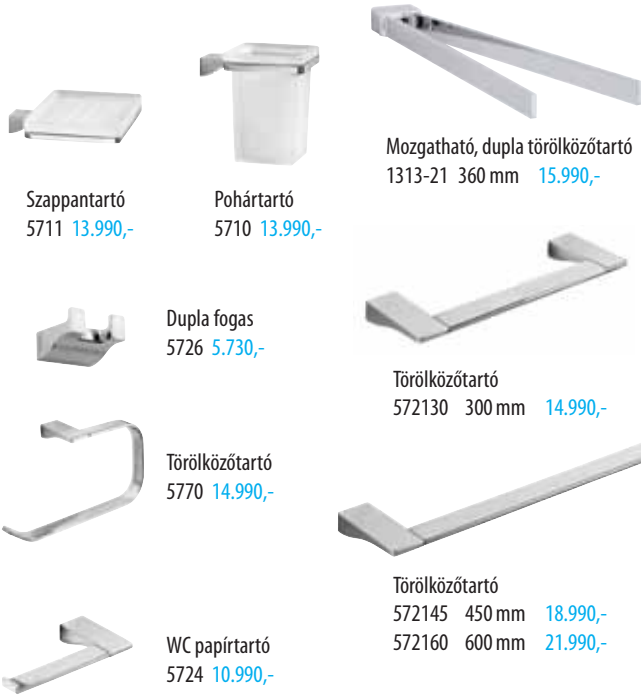 Szappantartó
5711 13.990,-
Pohártartó
5710 13.990,-
Mozgatható, dupla törölközőtartó
1313-21 360 mm 15.990,-
Dupla fogas
5726 5.730,-
Törölközőtartó
572130 300 mm 14.990,-
Törölközőtartó
5770 14.990,-
Törölközőtartó
572145 450 mm 18.990,-
572160 600 mm 21.990,-
WC papírtartó
5724 10.990,-